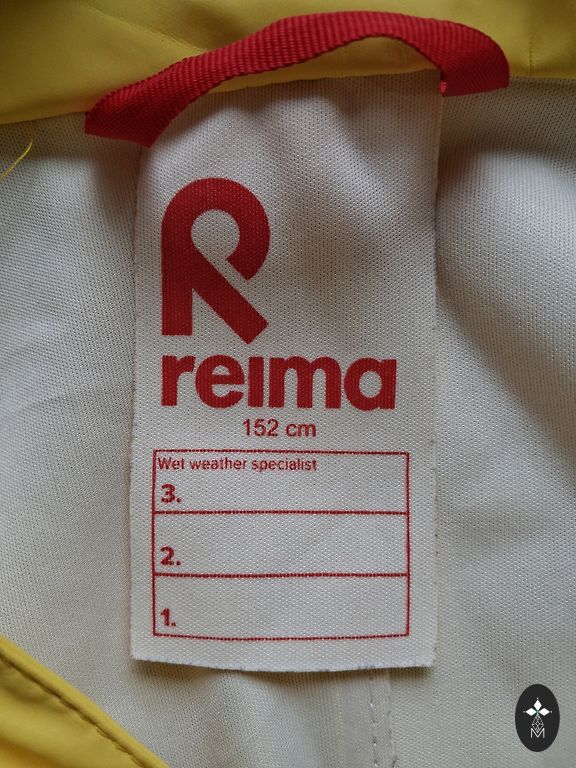 R
reima
152 cm
Wet weather specialist
3.
2.
1.
M